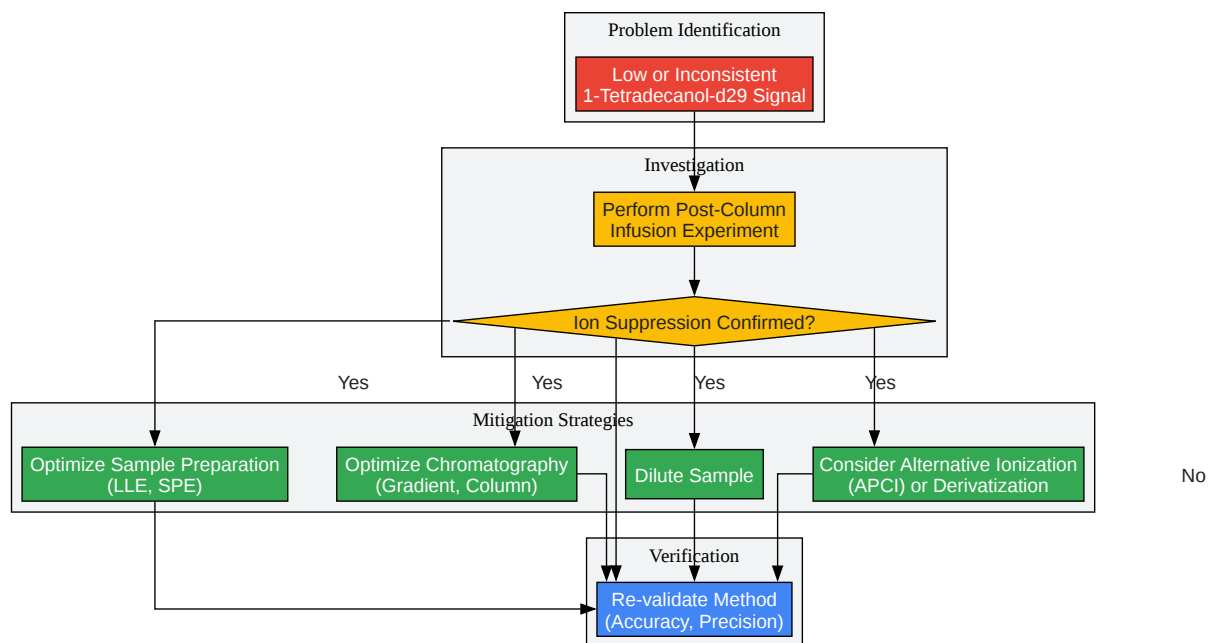 Problem Identification
Low or Inconsistent
1-Tetradecanol-d29 Signal
Investigation
Perform Post-Column
Infusion Experiment
Ion Suppression Confirmed?
Yes
Yes
Yes
Yes
Mitigation Strategies
Optimize Sample Preparation
(LLE, SPE)
Optimize Chromatography
(Gradient, Column)
Dilute Sample
Consider Alternative Ionization
(APCI) or Derivatization
No
Verification
Re-validate Method
(Accuracy, Precision)